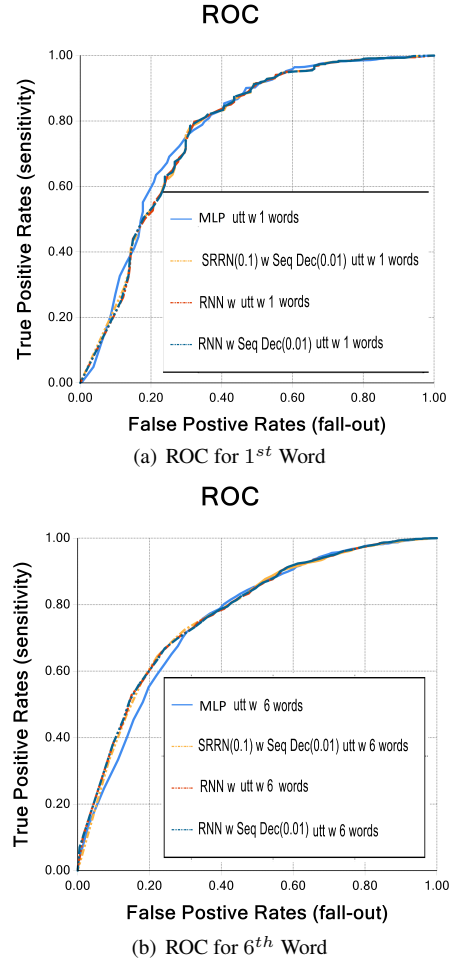 ROC
True Positive Rates (sensitivity)
1.00
0.80
0.60
0.40
0.20
0.00
MLP utt w 1 words
SRRN(0.1) w Seq Dec(0.01) utt w 1 words
RNN w utt w 1 words
RNN w Seq Dec(0.01) utt w 1 words
0.00 0.20 0.40 0.60 0.80 1.00
False Postive Rates (fall-out)
(a) ROC for 1st Word
ROC
True Positive Rates (sensitivity)
1.00
0.80
0.60
0.40
0.20
0.00
MLP utt w 6 words
SRRN(0.1) w Seq Dec(0.01) utt w 6 words
RNN w utt w 6 words
RNN w Seq Dec(0.01) utt w 6 words
0.00 0.20 0.40 0.60 0.80 1.00
False Postive Rates (fall-out)
(b) ROC for 6th Word